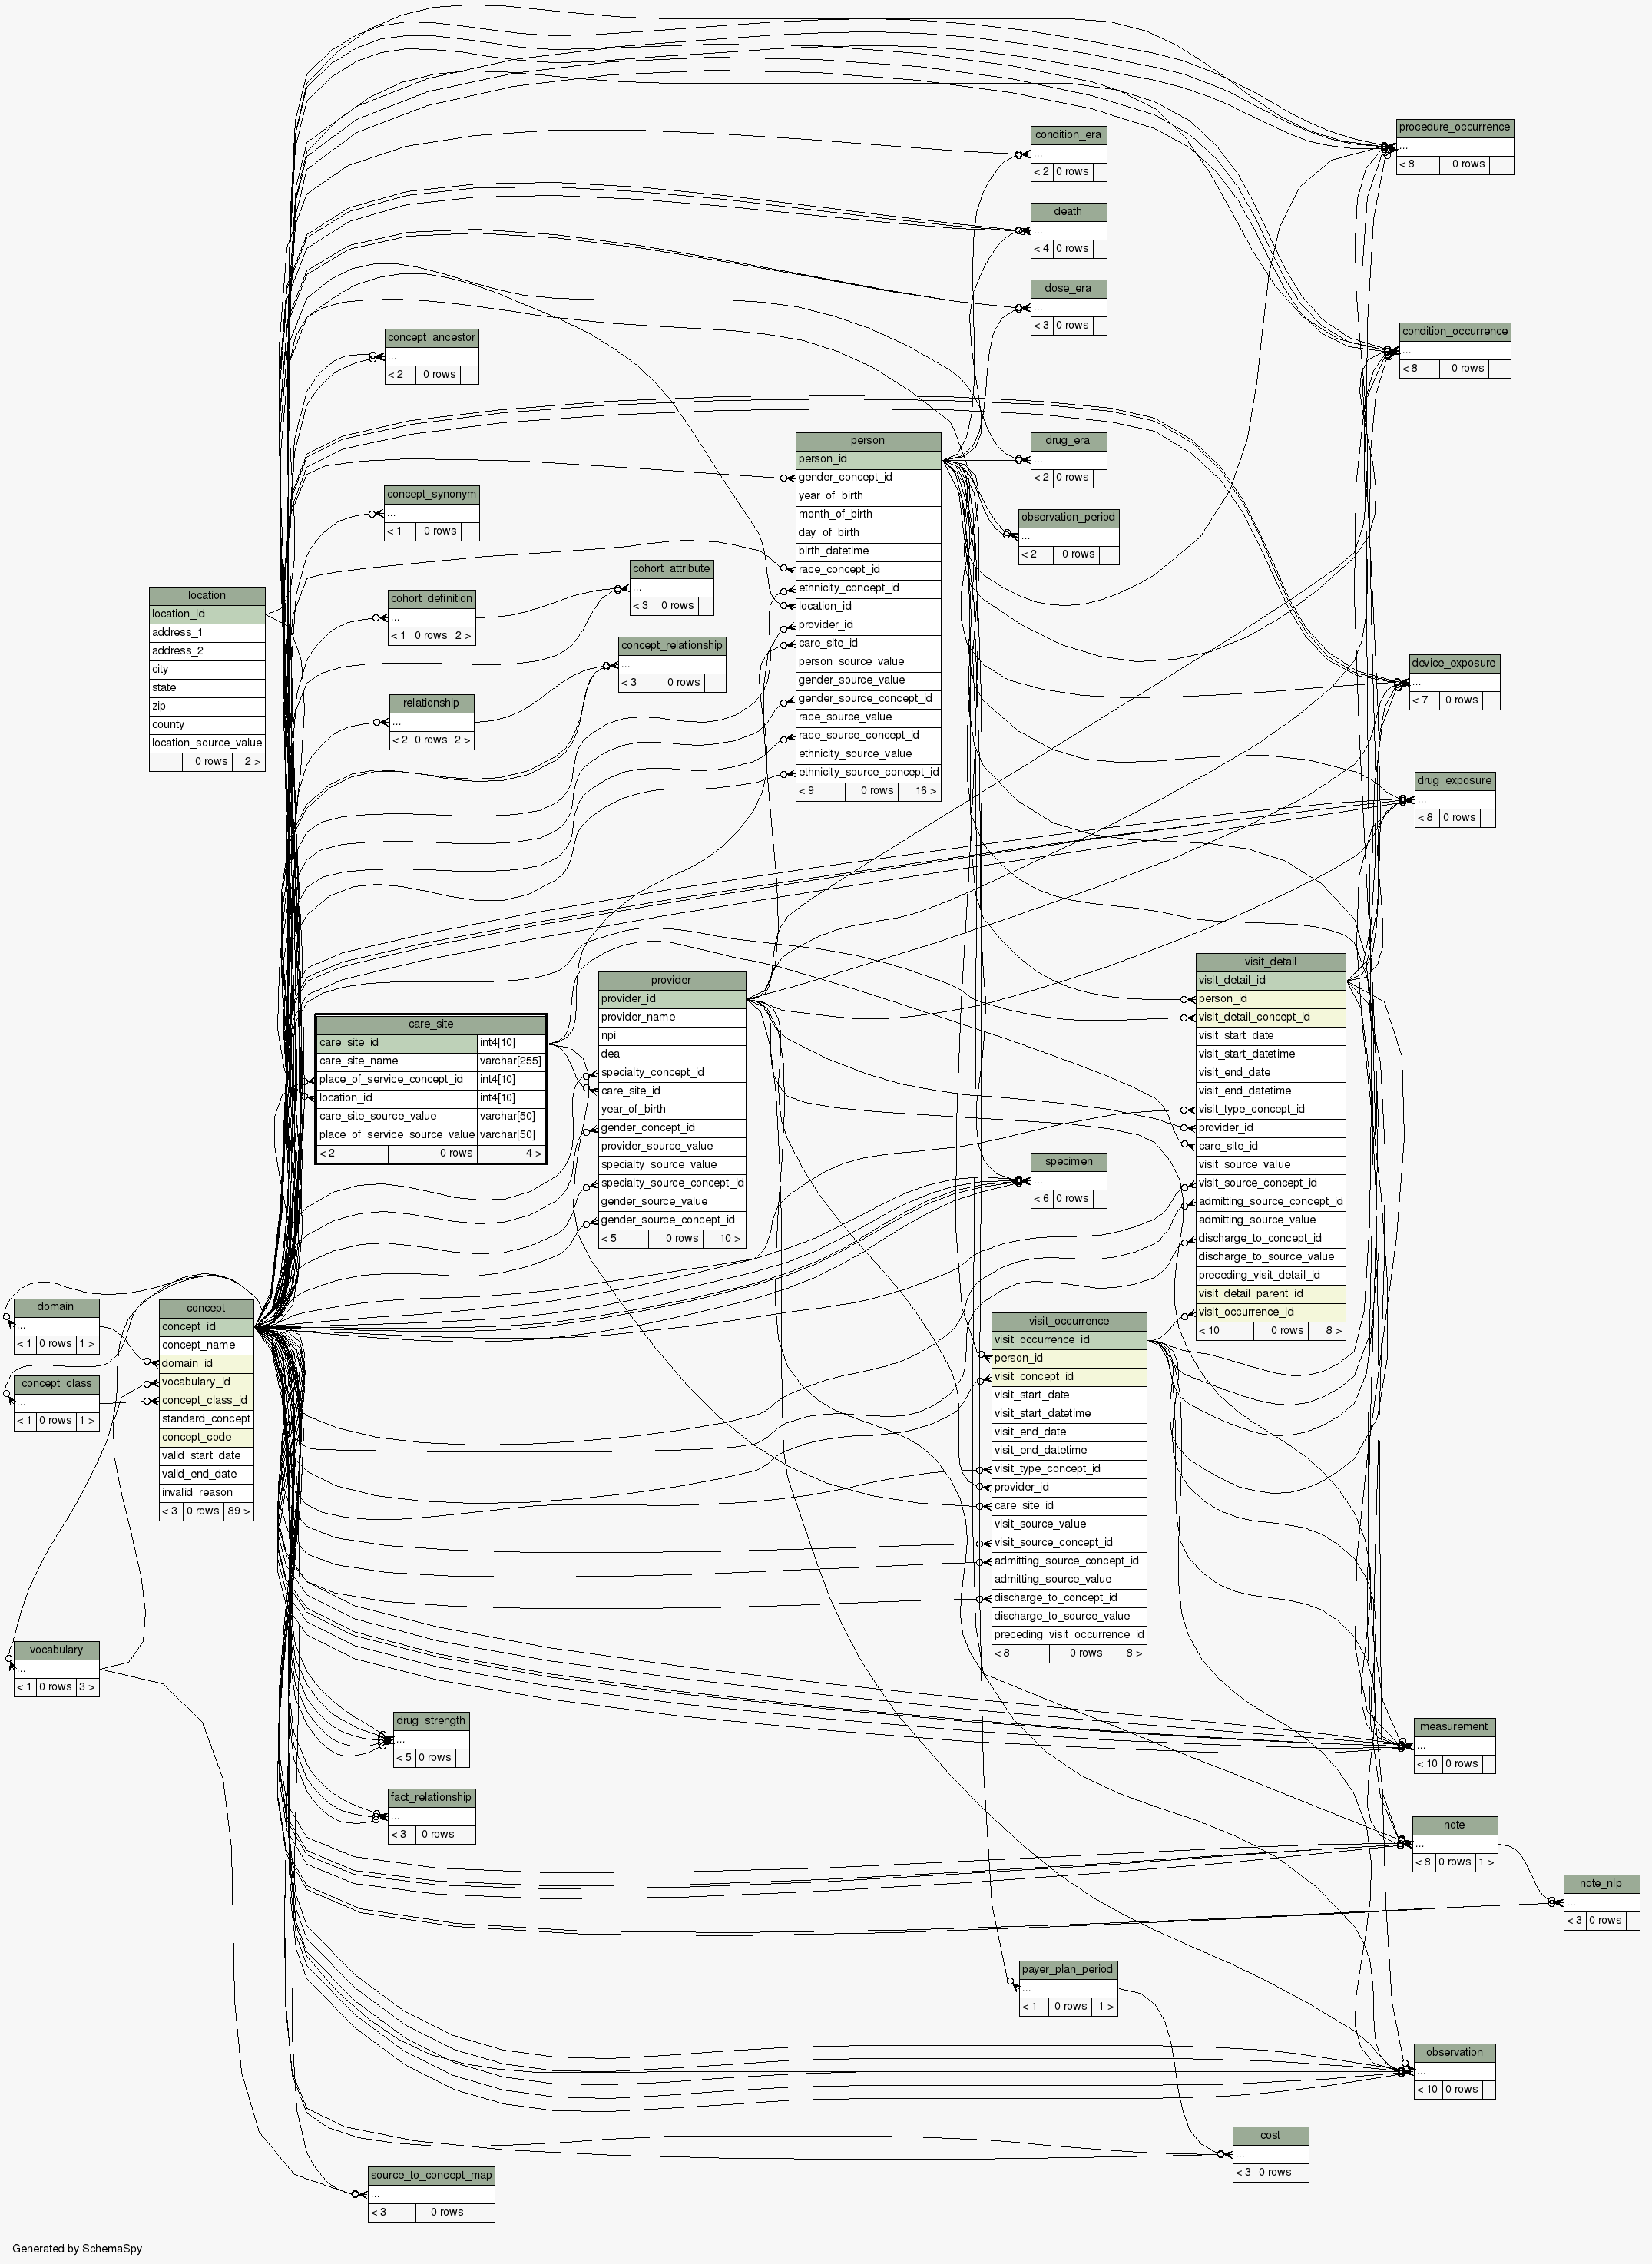 procedure_occurrence
...
< 8 0 rows
condition_era
...
< 2 0 rows
death
...
< 4 0 rows
dose_era
...
< 3 0 rows
condition_occurrence
...
< 8 0 rows
concept_ancestor
...
< 2 0 rows
person
person_id
gender_concept_id
year_of_birth
month_of_birth
day_of_birth
birth_datetime
race_concept_id
ethnicity_concept_id
location_id
provider_id
care_site_id
person_source_value
gender_source_value
gender_source_concept_id
race_source_value
race_source_concept_id
ethnicity_source_value
ethnicity_source_concept_id
< 9 0 rows 16 >
drug_era
...
< 2 0 rows
concept_synonym
...
< 1 0 rows
observation_period
...
< 2 0 rows
cohort_attribute
...
< 3 0 rows
location
location_id
address_1
address_2
city
state
zip
county
location_source_value
0 rows 2 >
cohort_definition
...
< 1 0 rows 2 >
concept_relationship
...
< 3 0 rows
device_exposure
...
< 7 0 rows
relationship
...
< 2 0 rows 2 >
drug_exposure
...
< 8 0 rows
visit_detail
visit_detail_id
person_id
visit_detail_concept_id
visit_start_date
visit_start_datetime
visit_end_date
visit_end_datetime
visit_type_concept_id
provider_id
care_site_id
visit_source_value
visit_source_concept_id
admitting_source_concept_id
admitting_source_value
discharge_to_concept_id
discharge_to_source_value
preceding_visit_detail_id
visit_detail_parent_id
visit_occurrence_id
< 10 0 rows 8 >
provider
provider_id
provider_name
npi
dea
specialty_concept_id
care_site_id
year_of_birth
gender_concept_id
provider_source_value
specialty_source_value
specialty_source_concept_id
gender_source_value
gender_source_concept_id
< 5 0 rows 10 >
care_site
care_site_id int4[10]
care_site_name varchar[255]
place_of_service_concept_id int4[10]
location_id int4[10]
care_site_source_value varchar[50]
place_of_service_source_value varchar[50]
< 2 0 rows 4 >
specimen
...
< 6 0 rows
domain
...
< 1 0 rows 1 >
concept
concept_id
concept_name
domain_id
vocabulary_id
concept_class_id
standard_concept
concept_code
valid_start_date
valid_end_date
invalid_reason
< 3 0 rows 89 >
visit_occurrence
visit_occurrence_id
person_id
visit_concept_id
visit_start_date
visit_start_datetime
visit_end_date
visit_end_datetime
visit_type_concept_id
provider_id
care_site_id
visit_source_value
visit_source_concept_id
admitting_source_concept_id
admitting_source_value
discharge_to_concept_id
discharge_to_source_value
preceding_visit_occurrence_id
< 8 0 rows 8 >
concept_class
...
< 1 0 rows 1 >
vocabulary
...
< 1 0 rows 3 >
drug_strength
...
< 5 0 rows
measurement
...
< 10 0 rows
fact_relationship
...
< 3 0 rows
note
...
< 8 0 rows 1 >
note_nlp
...
< 3 0 rows
payer_plan_period
...
< 1 0 rows 1 >
observation
...
< 10 0 rows
cost
...
< 3 0 rows
source_to_concept_map
...
< 3 0 rows
Generated by SchemaSpy